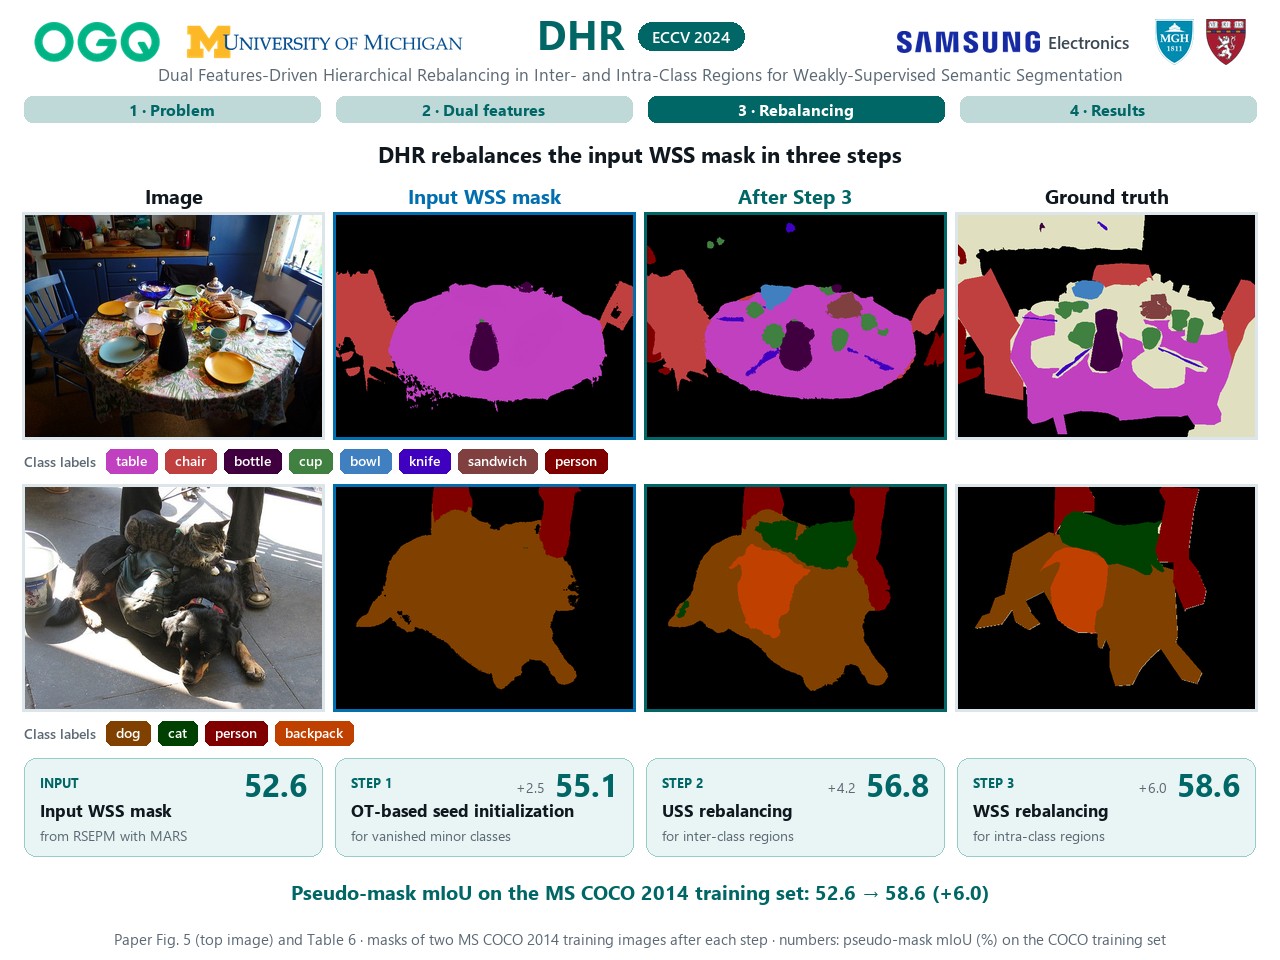 OGQ
M UNIVERSITY OF MICHIGAN
DHR
ECCV 2024
SAMSUNG Electronics
MGH
1811
Dual Features-Driven Hierarchical Rebalancing in Inter- and Intra-Class Regions for Weakly-Supervised Semantic Segmentation
1 · Problem
2 · Dual features
3 · Rebalancing
4 · Results
DHR rebalances the input WSS mask in three steps
Image
Input WSS mask
After Step 3
Ground truth
Class labels table chair bottle cup bowl knife sandwich person
Class labels dog cat person backpack
INPUT 52.6
Input WSS mask
from RSEPM with MARS
STEP 1 +2.5 55.1
OT-based seed initialization
for vanished minor classes
STEP 2 +4.2 56.8
USS rebalancing
for inter-class regions
STEP 3 +6.0 58.6
WSS rebalancing
for intra-class regions
Pseudo-mask mIoU on the MS COCO 2014 training set: 52.6 → 58.6 (+6.0)
Paper Fig. 5 (top image) and Table 6 · masks of two MS COCO 2014 training images after each step · numbers: pseudo-mask mIoU (%) on the COCO training set